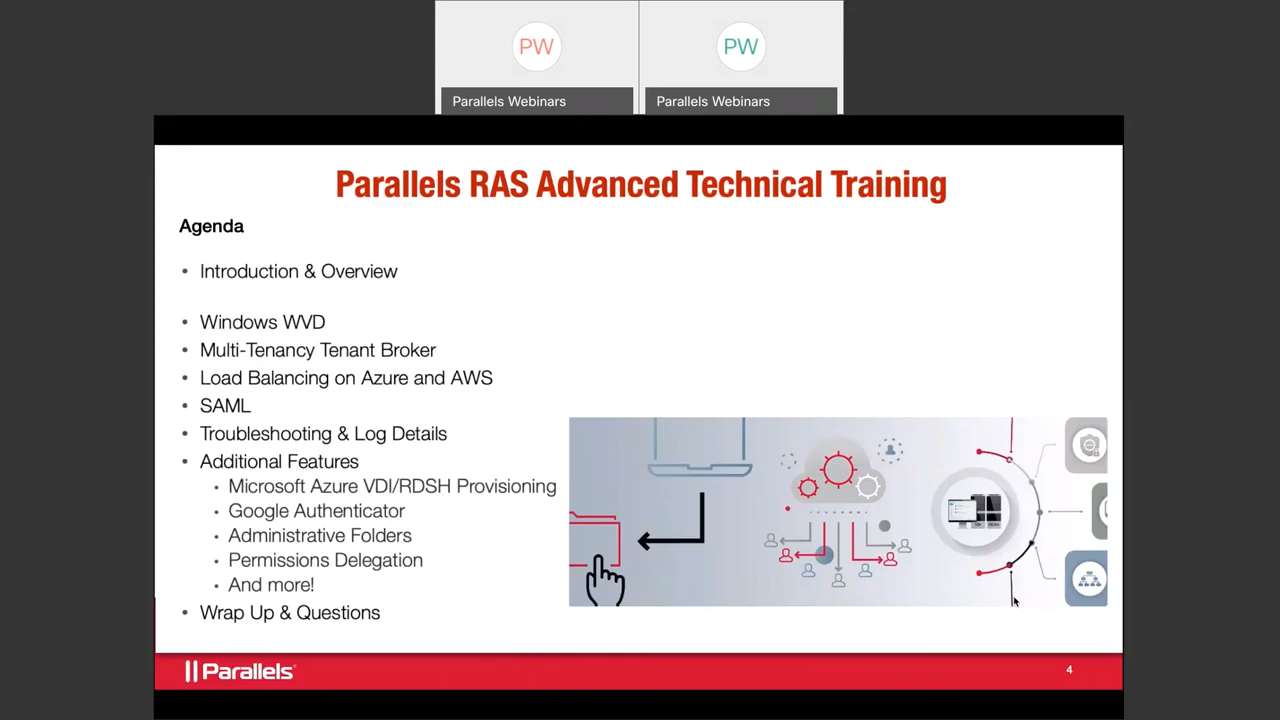 PW
PW
Parallels Webinars
Parallels Webinars
Parallels RAS Advanced Technical Training
Agenda
• Introduction & Overview
• Windows WVD
• Multi-Tenancy Tenant Broker
• Load Balancing on Azure and AWS
• SAML
• Troubleshooting & Log Details
• Additional Features
• Microsoft Azure VDI/RDSH Provisioning
• Google Authenticator
• Administrative Folders
• Permissions Delegation
• And more!
• Wrap Up & Questions
Parallels
4